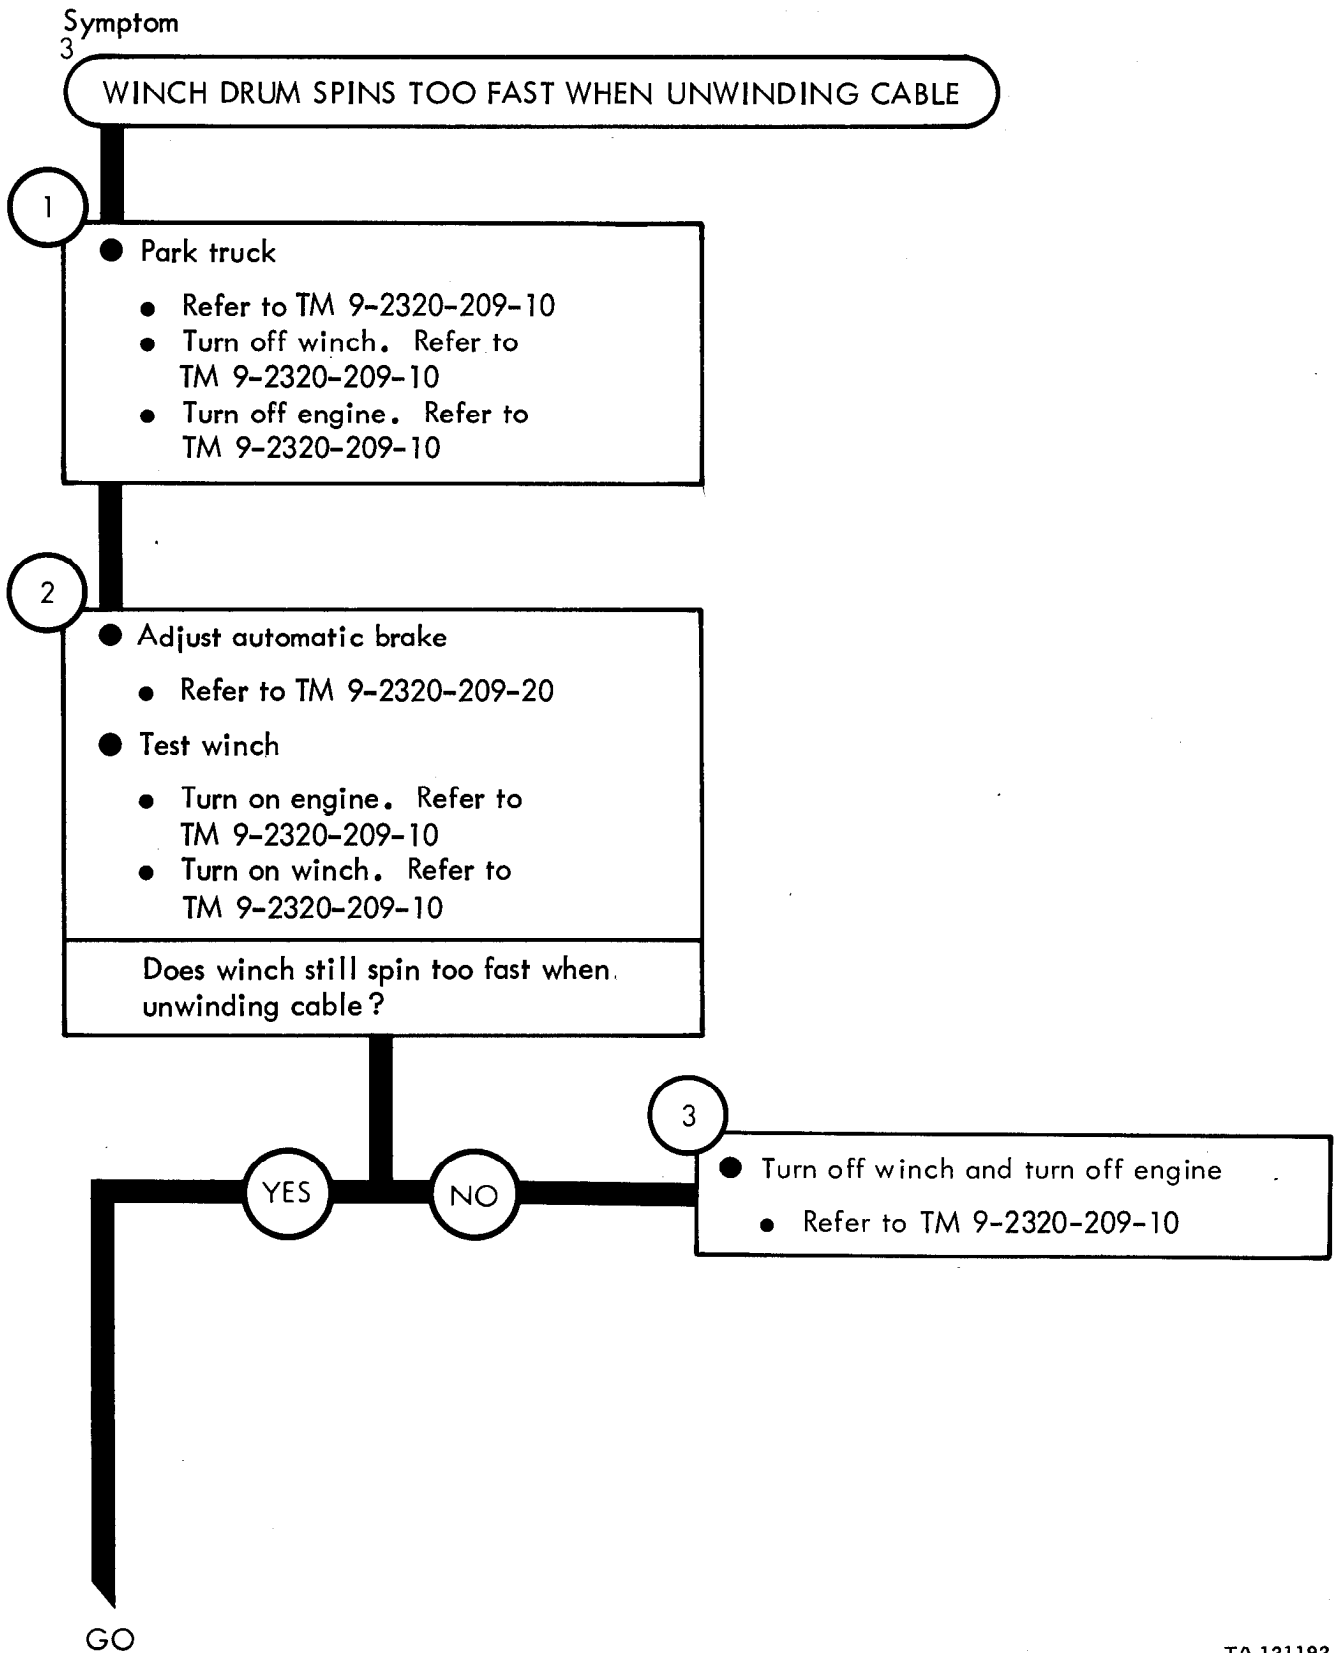 Symptom
3
WINCH DRUM SPINS TOO FAST WHEN UNWINDING CABLE
1
● Park truck
● Refer to TM 9-2320-209-10
● Turn off winch. Refer to
TM 9-2320-209-10
● Turn off engine. Refer to
TM 9-2320-209-10
2
● Adjust automatic brake
● Refer to TM 9-2320-209-20
● Test winch
● Turn on engine. Refer to
TM 9-2320-209-10
● Turn on winch. Refer to
TM 9-2320-209-10
Does winch still spin too fast when
unwinding cable?
3
● Turn off winch and turn off engine
● Refer to TM 9-2320-209-10
YES
NO
GO